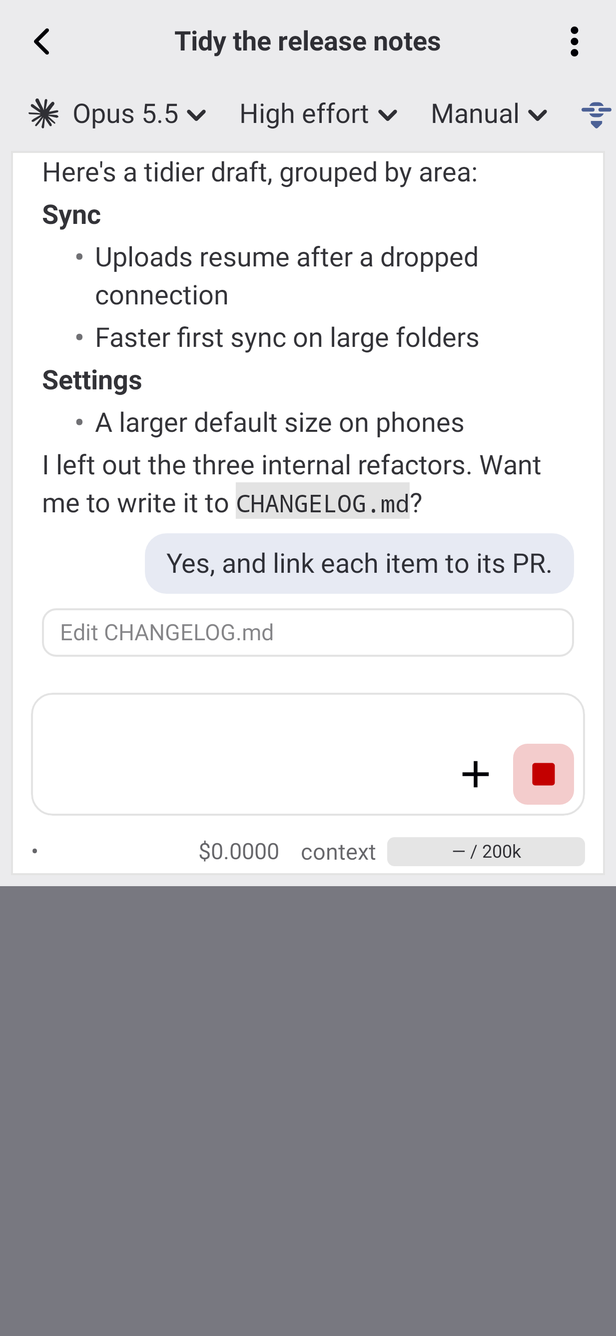 Tidy the release notes
Opus 5.5 High effort Manual
Here's a tidier draft, grouped by area:
Sync
• Uploads resume after a dropped
connection
• Faster first sync on large folders
Settings
• A larger default size on phones
I left out the three internal refactors. Want
me to write it to CHANGELOG.md?
Yes, and link each item to its PR.
Edit CHANGELOG.md
$0.0000 context — / 200k